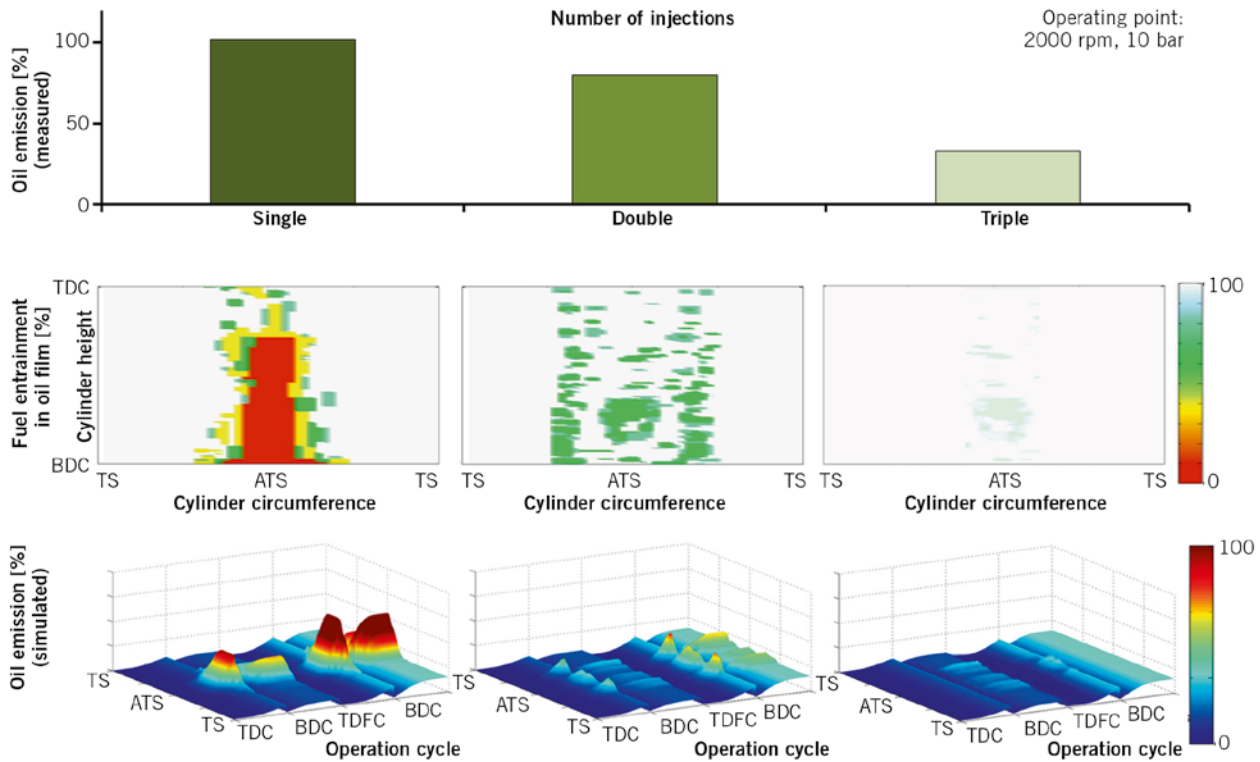 Number of injections
Operating point:
2000 rpm, 10 bar
Oil emission [%]
(measured)
100
50
0
Single
Double
Triple
Fuel entrainment
in oil film [%]
Cylinder height
TDC
BDC
TS
ATS
TS
TS
ATS
TS
TS
ATS
TS
Cylinder circumference
Cylinder circumference
Cylinder circumference
100
0
Oil emission [%]
(simulated)
TS
ATS
TS
TDC
BDC
TDFC
BDC
Operation cycle
TS
ATS
TS
TDC
BDC
TDFC
BDC
Operation cycle
TS
ATS
TS
TDC
BDC
TDFC
BDC
Operation cycle
100
0